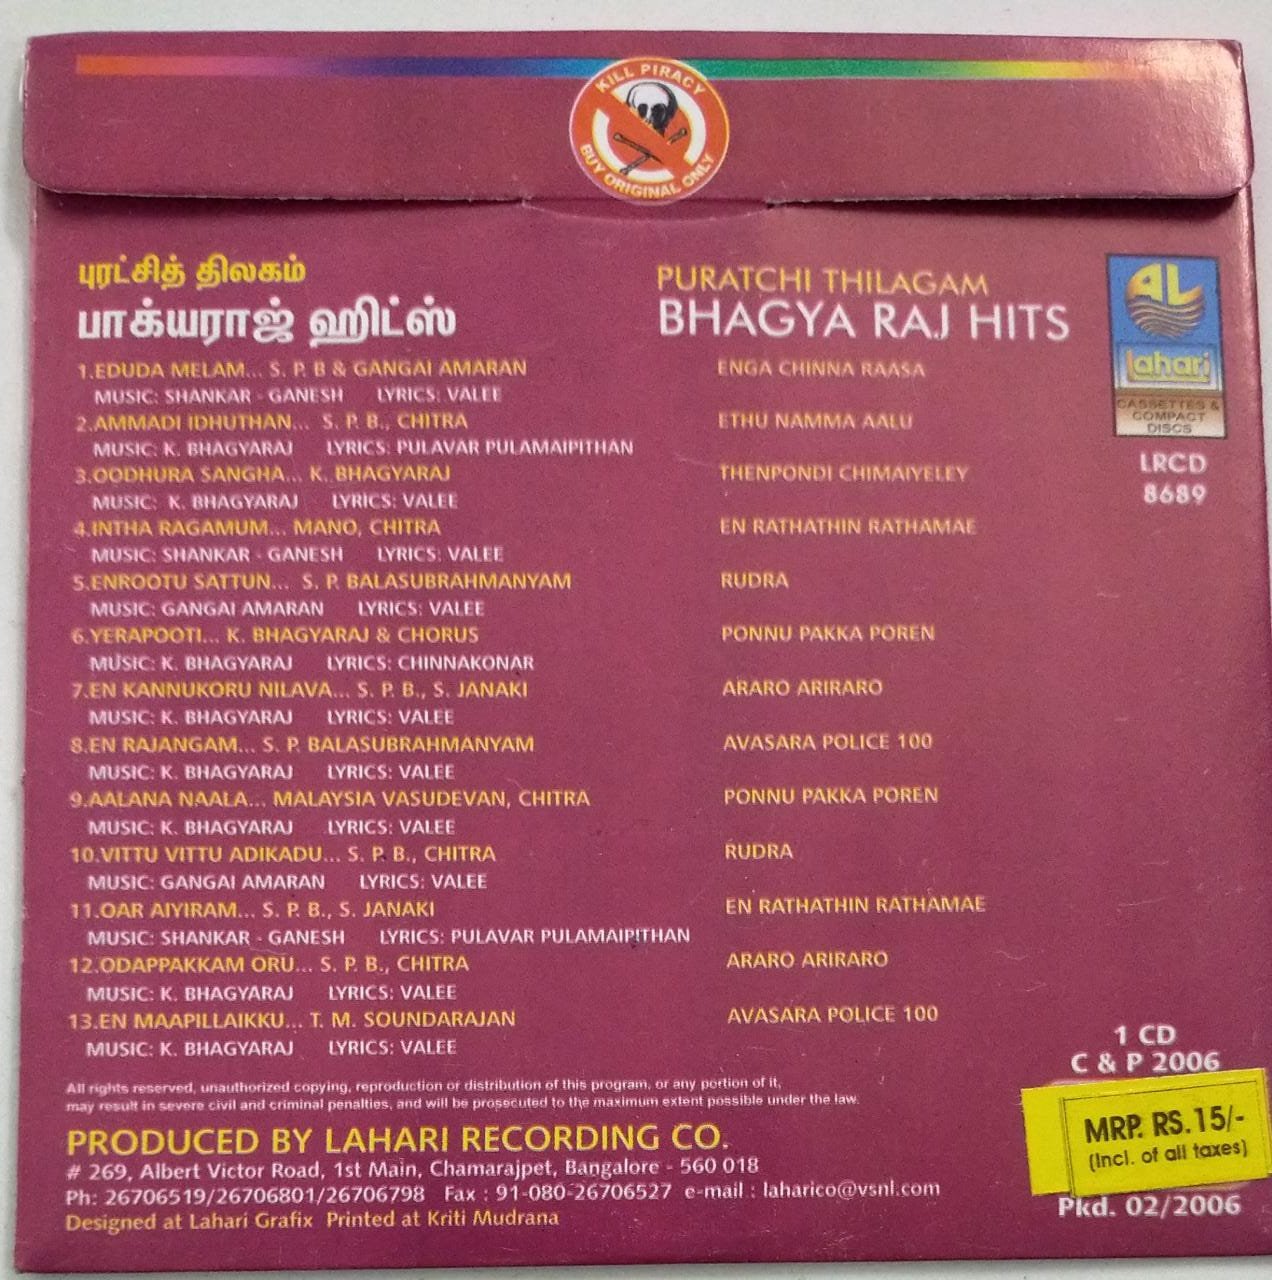 KILL PIRACY
BUY ORIGINAL ONLY
புரட்சித் திலகம்
பாக்யராஜ் ஹிட்ஸ்
PURATCHI THILAGAM
BHAGYA RAJ HITS
AL
lahari
CASSETTES &
COMPACT
DISCS
LRCD
8689
1.EDUDA MELAM... S. P. B & GANGAI AMARAN ENGA CHINNA RAASA
MUSIC: SHANKAR - GANESH LYRICS: VALEE
2.AMMADI IDHUTHAN... S. P. B., CHITRA ETHU NAMMA AALU
MUSIC: K. BHAGYARAJ LYRICS: PULAVAR PULAMAIPITHAN
3.OODHURA SANGHA... K. BHAGYARAJ THENPONDI CHIMAIYELEY
MUSIC: K. BHAGYARAJ LYRICS: VALEE
4.INTHA RAGAMUM... MANO, CHITRA EN RATHATHIN RATHAMAE
MUSIC: SHANKAR - GANESH LYRICS: VALEE
5.ENROOTU SATTUN... S. P. BALASUBRAHMANYAM RUDRA
MUSIC: GANGAI AMARAN LYRICS: VALEE
6.YERAPOOTI... K. BHAGYARAJ & CHORUS PONNU PAKKA POREN
MUSIC: K. BHAGYARAJ LYRICS: CHINNAKONAR
7.EN KANNUKORU NILAVA... S. P. B., S. JANAKI ARARO ARIRARO
MUSIC: K. BHAGYARAJ LYRICS: VALEE
8.EN RAJANGAM... S. P. BALASUBRAHMANYAM AVASARA POLICE 100
MUSIC: K. BHAGYARAJ LYRICS: VALEE
9.AALANA NAALA... MALAYSIA VASUDEVAN, CHITRA PONNU PAKKA POREN
MUSIC: K. BHAGYARAJ LYRICS: VALEE
10.VITTU VITTU ADIKADU... S. P. B., CHITRA RUDRA
MUSIC: GANGAI AMARAN LYRICS: VALEE
11.OAR AIYIRAM... S. P. B., S. JANAKI EN RATHATHIN RATHAMAE
MUSIC: SHANKAR - GANESH LYRICS: PULAVAR PULAMAIPITHAN
12.ODAPPAKKAM ORU... S. P. B., CHITRA ARARO ARIRARO
MUSIC: K. BHAGYARAJ LYRICS: VALEE
13.EN MAAPILLAIKKU... T. M. SOUNDARAJAN AVASARA POLICE 100
MUSIC: K. BHAGYARAJ LYRICS: VALEE
1 CD
C & P 2006
All rights reserved, unauthorized copying, reproduction or distribution of this program, or any portion of it,
may result in severe civil and criminal penalties, and will be prosecuted to the maximum extent possible under the law.
PRODUCED BY LAHARI RECORDING CO.
# 269, Albert Victor Road, 1st Main, Chamarajpet, Bangalore - 560 018
Ph: 26706519/26706801/26706798 Fax : 91-080-26706527 e-mail : laharico@vsnl.com
Designed at Lahari Grafix Printed at Kriti Mudrana
MRP. RS. 15/-
(Incl. of all taxes)
Pkd. 02/2006